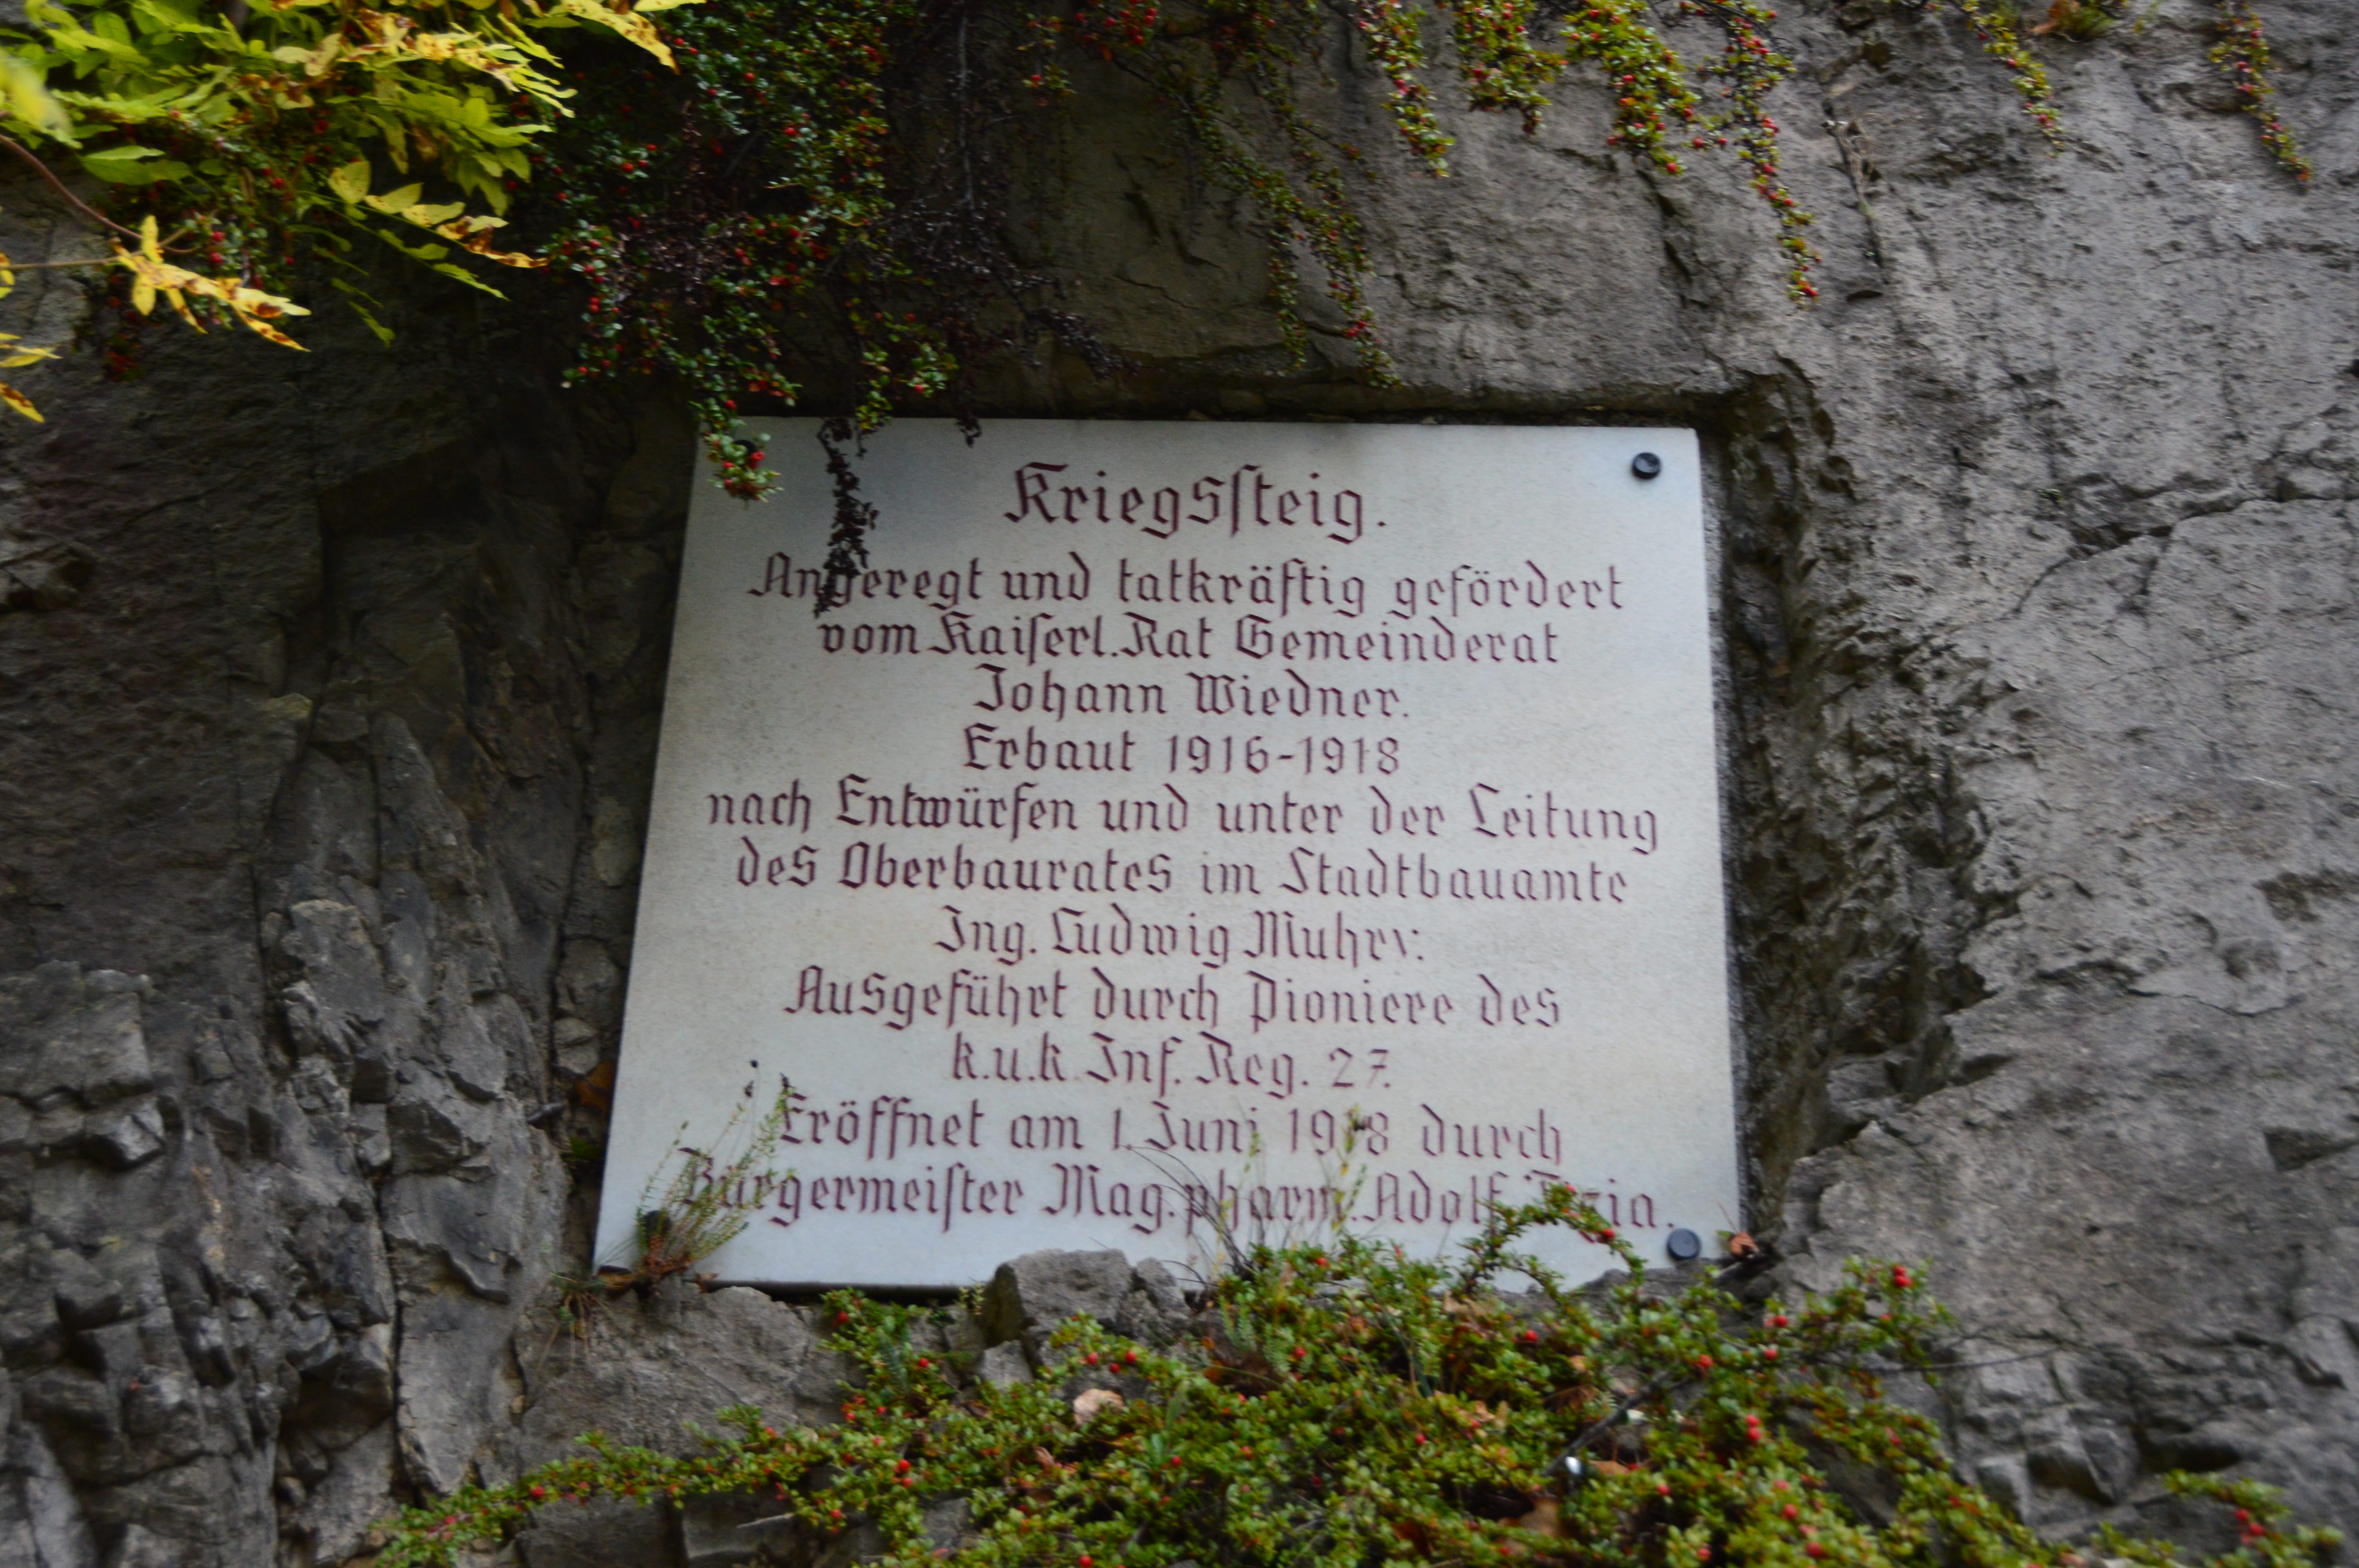 Kriegssteig.
Angeregt und tatkräftig gefördert
vom Kaiserl. Rat Gemeinderat
Johann Wiedner.
Erbaut 1916-1918
nach Entwürfen und unter der Leitung
des Oberbaurates im Stadtbauamte
Ing. Ludwig Muhry.
Ausgeführt durch Pioniere des
k.u.k. Inf. Reg. 27.
Eröffnet am 1. Juni 1918 durch
Bürgermeister Mag. pharm. Adolf